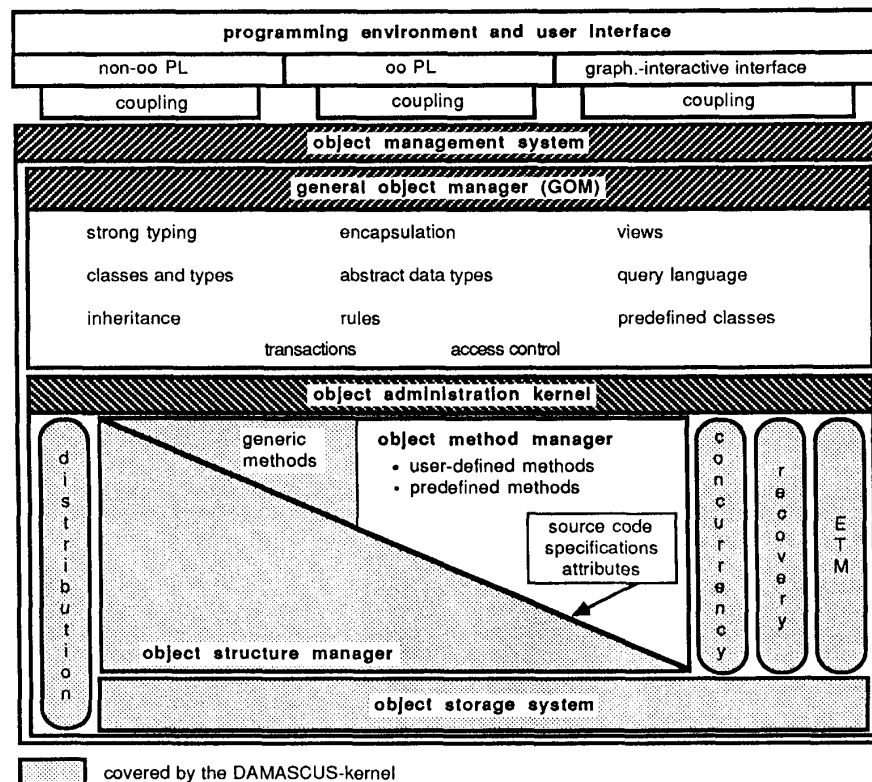 programming environment and user Interface
non-oo PL
oo PL
graph.-interactive interface
coupling
coupling
coupling
object management system
general object manager (GOM)
strong typing
encapsulation
views
classes and types
abstract data types
query language
inheritance
rules
predefined classes
transactions
access control
object administration kernel
distribution
generic
methods
object method manager
• user-defined methods
• predefined methods
source code
specifications
attributes
object structure manager
concurrency
recovery
ETM
object storage system
covered by the DAMASCUS-kernel